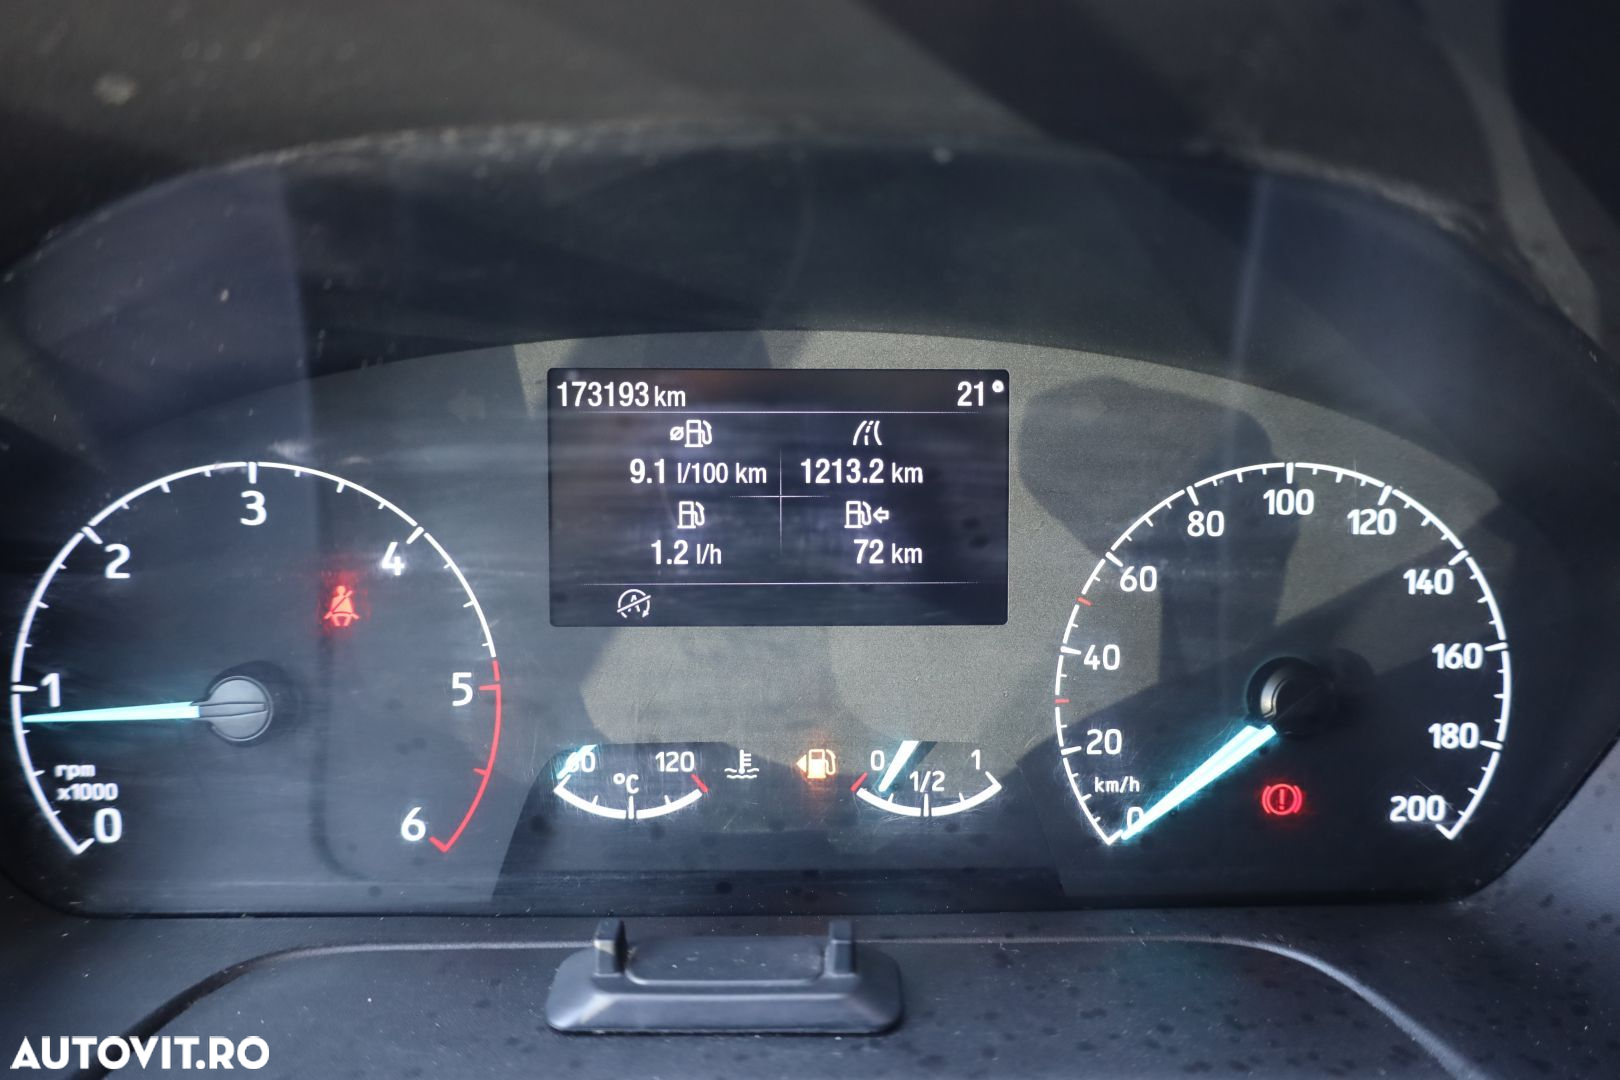 173193 km 21°
9.1 l/100 km 1213.2 km
1.2 l/h 72 km
A
0 1 2 3 4 5 6
rpm
x1000
60 °C 120
0 1/2 1
0 20 40 60 80 100 120 140 160 180 200
km/h
AUTOVIT.RO